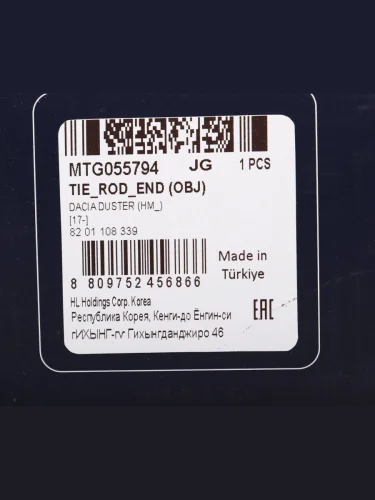 MTG055794 JG 1 PCS
TIE_ROD_END (OBJ)
DACIA DUSTER (HM_)
[17-]
82 01 108 339
Made in
Türkiye
8 809752 456866
HL Holdings Corp. Korea
Республика Корея, Кенги-до Ёнгин-си
гИХЫНГ-гу Гихынгданджиро 46
EAC